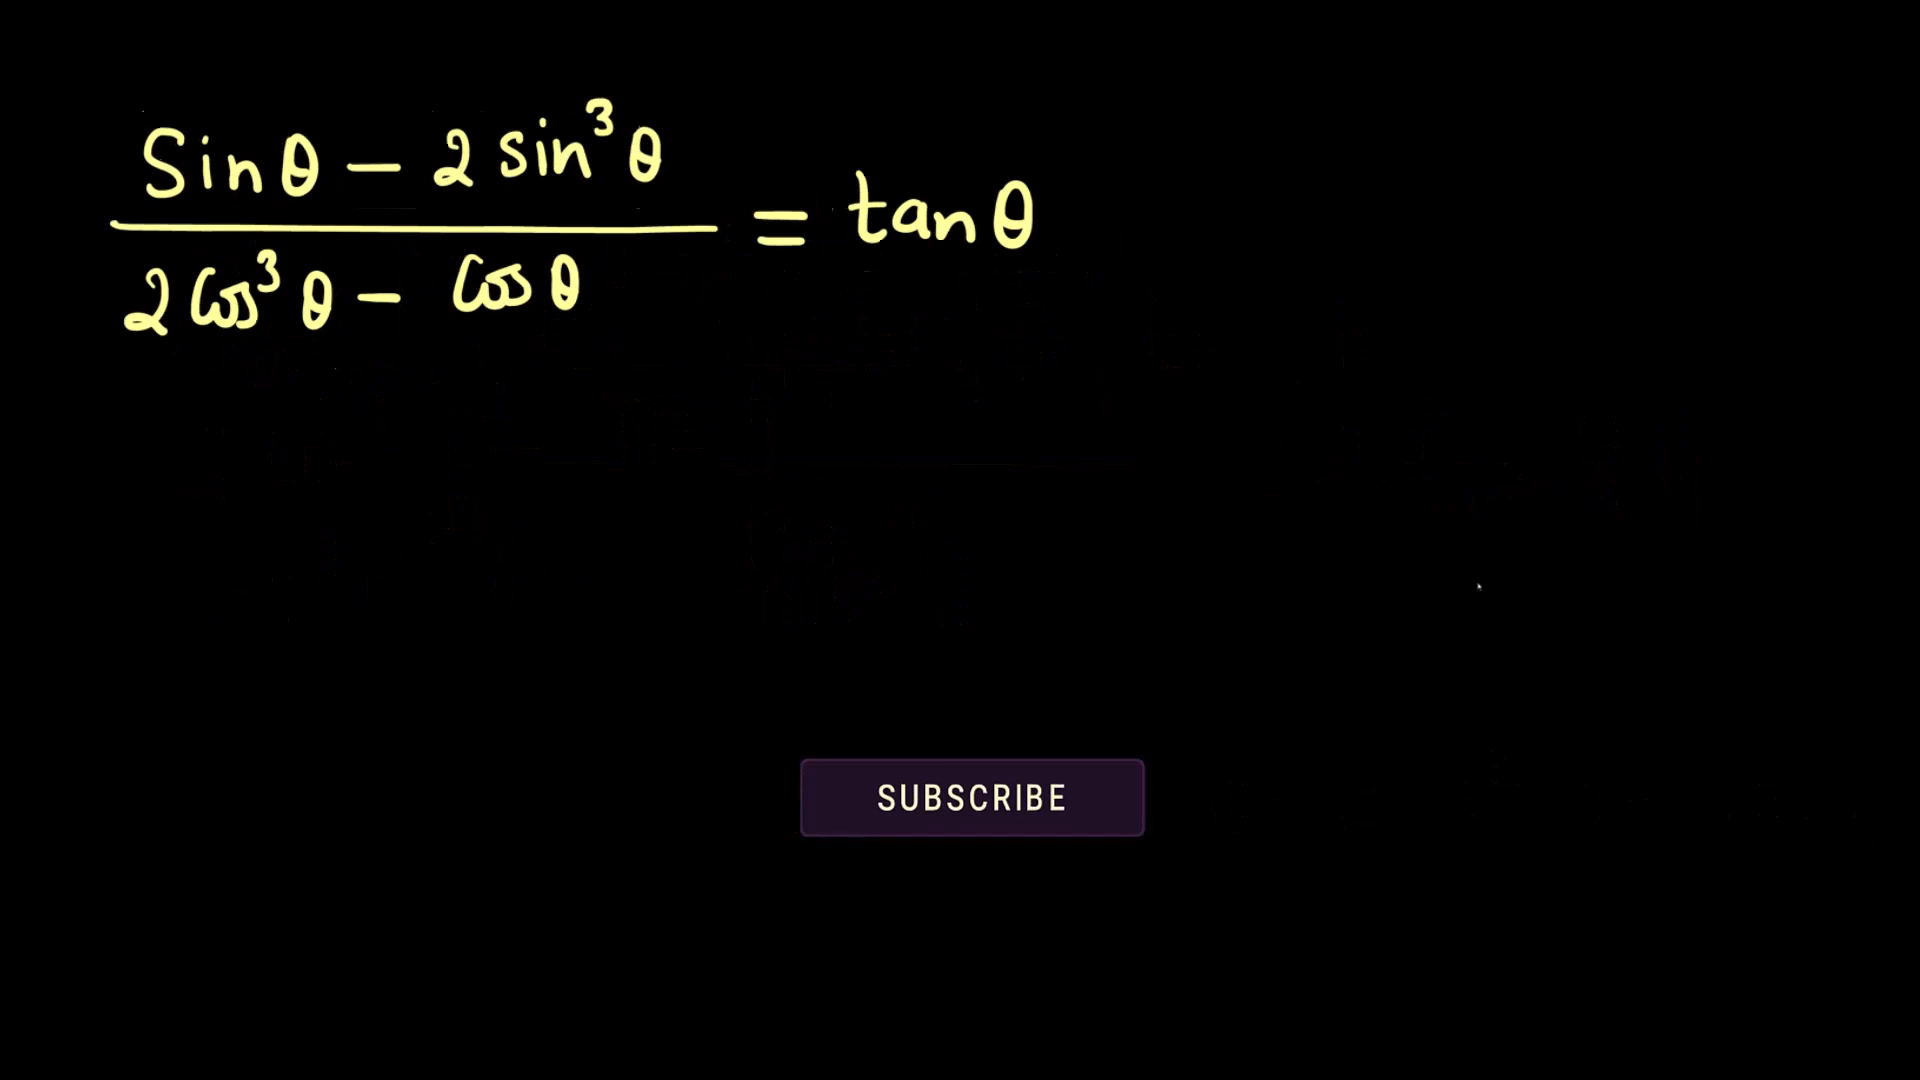 Sinθ − 2 sin³θ
= tanθ
2 Cos³θ − Cosθ
SUBSCRIBE